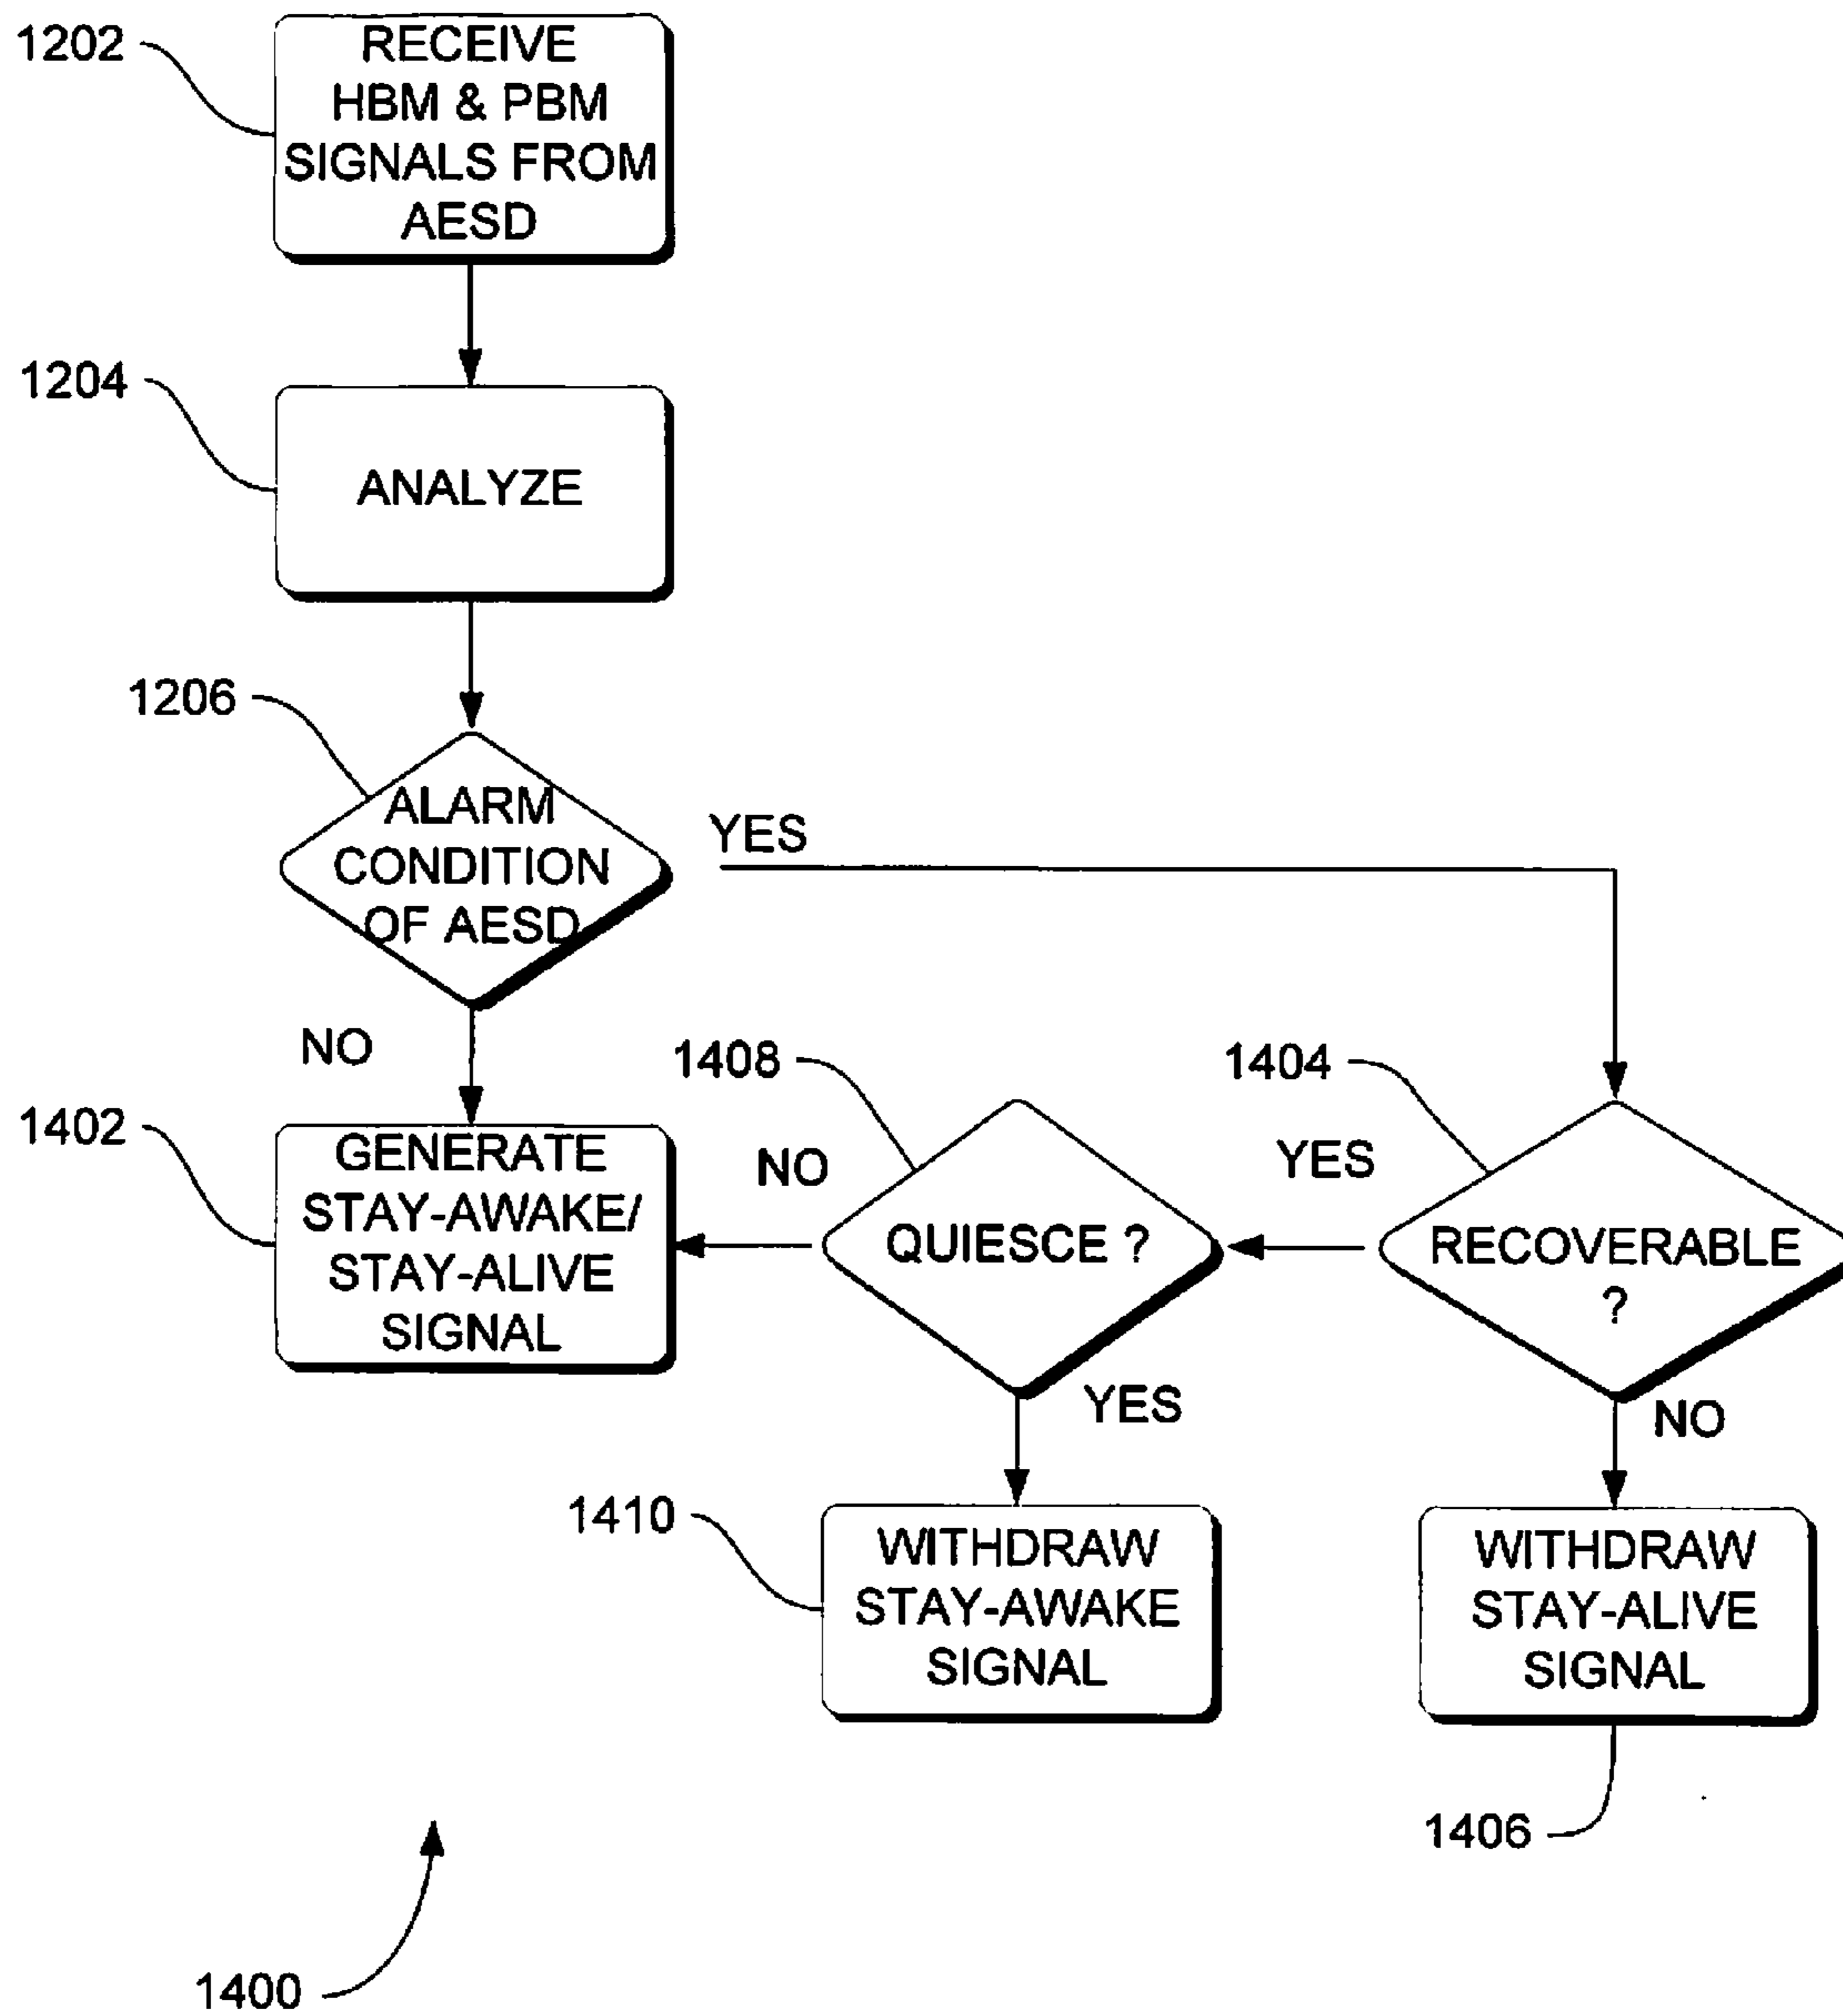 1202
RECEIVE
HBM & PBM
SIGNALS FROM
AESD
1204
ANALYZE
1206
ALARM
CONDITION
OF AESD
YES
NO
1402
GENERATE
STAY-AWAKE/
STAY-ALIVE
SIGNAL
1408
NO
QUIESCE ?
YES
1404
YES
RECOVERABLE
?
NO
1410
WITHDRAW
STAY-AWAKE
SIGNAL
WITHDRAW
STAY-ALIVE
SIGNAL
1406
1400